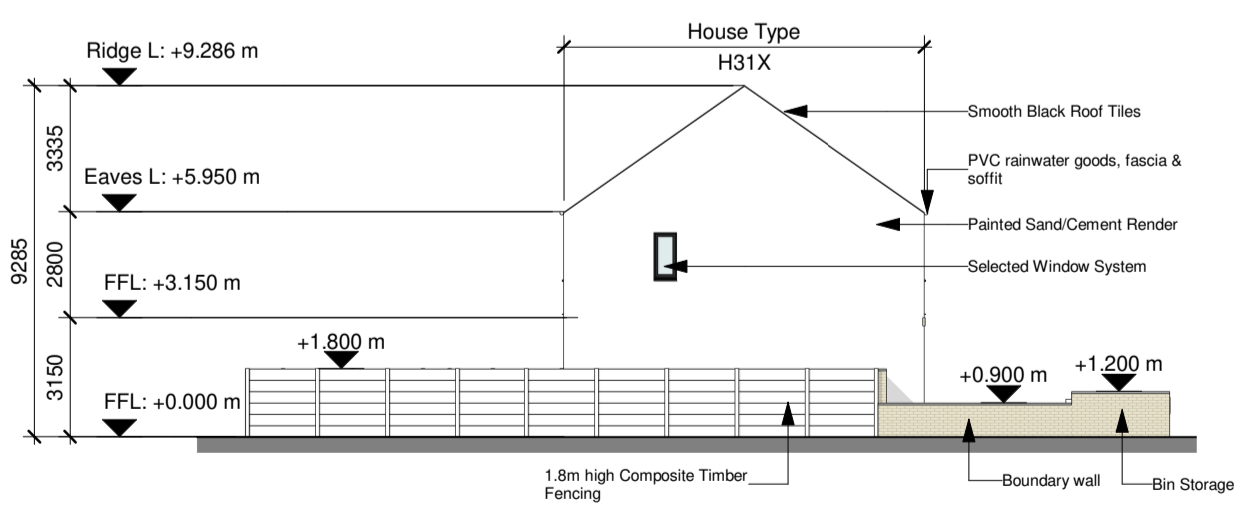 House Type
H31X
Ridge L: +9.286 m
Smooth Black Roof Tiles
3335
PVC rainwater goods, fascia &
soffit
Eaves L: +5.950 m
Painted Sand/Cement Render
9285
2800
Selected Window System
FFL: +3.150 m
+1.800 m
+0.900 m
+1.200 m
3150
FFL: +0.000 m
1.8m high Composite Timber
Fencing
Boundary wall
Bin Storage